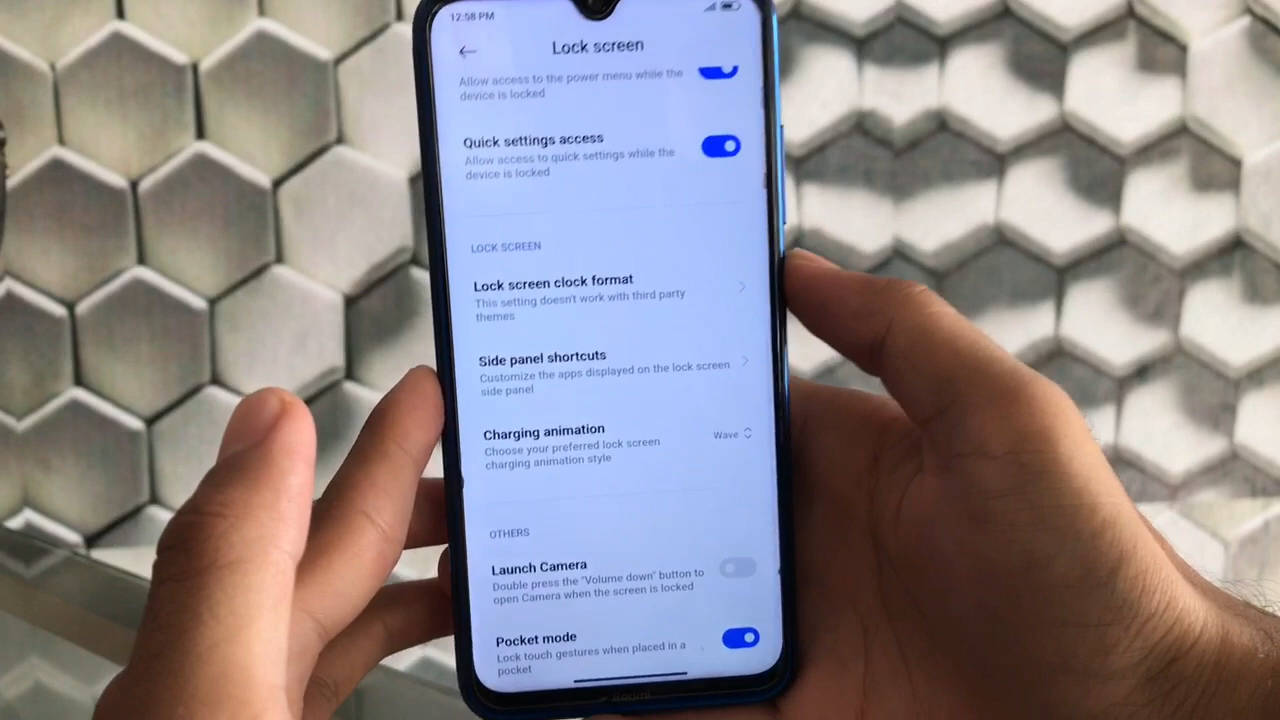 12:58 PM
Lock screen
Allow access to the power menu while the
device is locked
Quick settings access
Allow access to quick settings while the
device is locked
LOCK SCREEN
Lock screen clock format
This setting doesn't work with third party
themes
Side panel shortcuts
Customize the apps displayed on the lock screen
side panel
Charging animation
Choose your preferred lock screen
charging animation style
Wave
OTHERS
Launch Camera
Double press the "Volume down" button to
open Camera when the screen is locked
Pocket mode
Lock touch gestures when placed in a
pocket
Redmi